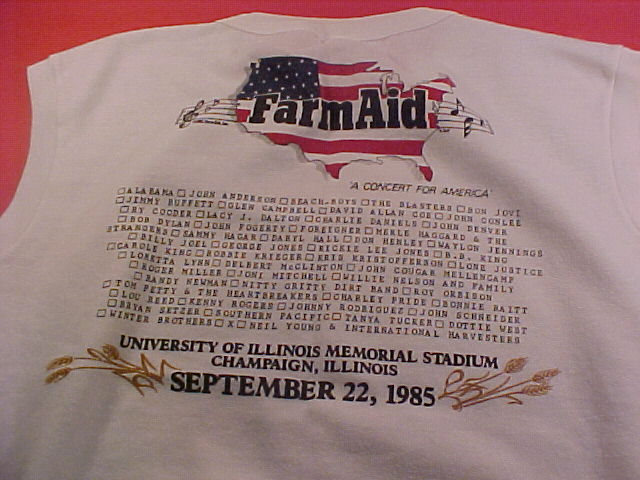 FarmAid
'A CONCERT FOR AMERICA'
□ALABAMA□JOHN ANDERSON□BEACH BOYS□THE BLASTERS□BON JOVI
□JIMMY BUFFETT□GLEN CAMPBELL□DAVID ALLAN COE□JOHN CONLEE
□RY COODER□LACY J. DALTON□CHARLIE DANIELS□JOHN DENVER
□BOB DYLAN□JOHN FOGERTY□FOREIGNER□MERLE HAGGARD & THE
STRANGERS□SAMMY HAGAR□DARYL HALL□DON HENLEY□WAYLON JENNINGS
□BILLY JOEL□GEORGE JONES□RICKIE LEE JONES□B.B. KING
□CAROLE KING□ROBBIE KRIEGER□KRIS KRISTOFFERSON□LONE JUSTICE
□LORETTA LYNN□DELBERT McCLINTON□JOHN COUGAR MELLENCAMP
□ROGER MILLER□JONI MITCHELL□WILLIE NELSON AND FAMILY
□RANDY NEWMAN□NITTY GRITTY DIRT BAND□ROY ORBISON
□TOM PETTY & THE HEARTBREAKERS□CHARLEY PRIDE□BONNIE RAITT
□LOU REED□KENNY ROGERS□JOHNNY RODRIGUEZ□JOHN SCHNEIDER
□BRYAN SETZER□SOUTHERN PACIFIC□TANYA TUCKER□DOTTIE WEST
□WINTER BROTHERS□X□NEIL YOUNG & INTERNATIONAL HARVESTERS
UNIVERSITY OF ILLINOIS MEMORIAL STADIUM
CHAMPAIGN, ILLINOIS
SEPTEMBER 22, 1985